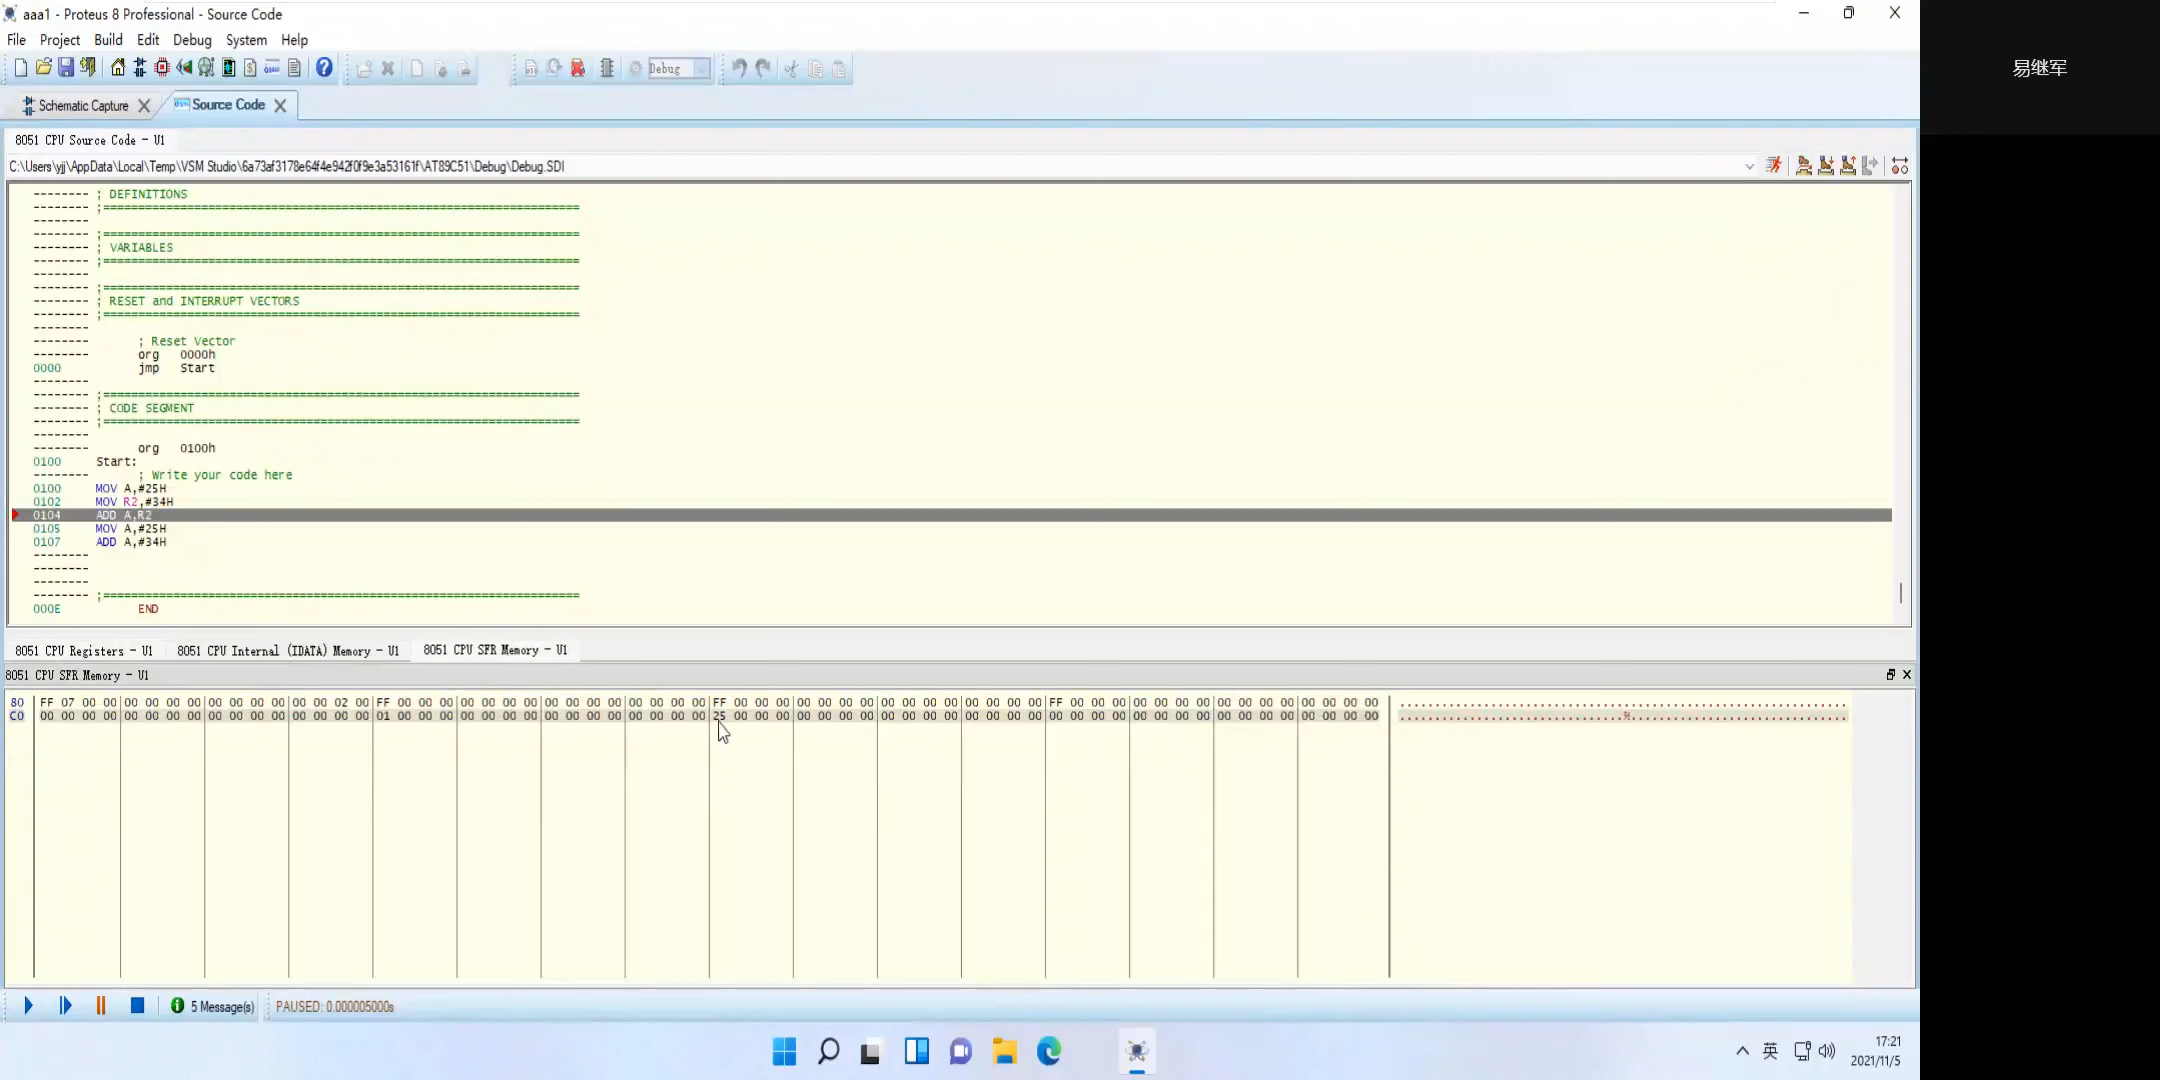 aaa1 - Proteus 8 Professional - Source Code
File Project Build Edit Debug System Help
Debug
Schematic Capture Source Code
8051 CPU Source Code - U1
C:\Users\yjj\AppData\Local\Temp\VSM Studio\6a73af3178e64f4e942f0f9e3a53161f\AT89C51\Debug\Debug.SDI
-------- ; DEFINITIONS
-------- ;====================================================================
--------
-------- ;====================================================================
-------- ; VARIABLES
-------- ;====================================================================
--------
-------- ;====================================================================
-------- ; RESET and INTERRUPT VECTORS
-------- ;====================================================================
--------
-------- ; Reset Vector
-------- org 0000h
0000 jmp Start
--------
-------- ;====================================================================
-------- ; CODE SEGMENT
-------- ;====================================================================
--------
-------- org 0100h
0100 Start:
-------- ; Write your code here
0100 MOV A,#25H
0102 MOV R2,#34H
0104 ADD A,R2
0105 MOV A,#25H
0107 ADD A,#34H
--------
--------
--------
-------- ;====================================================================
000E END
8051 CPU Registers - U1 8051 CPU Internal (IDATA) Memory - U1 8051 CPU SFR Memory - U1
8051 CPU SFR Memory - U1
80 FF 07 00 00 00 00 00 00 00 00 00 00 00 00 02 00 FF 00 00 00 00 00 00 00 00 00 00 00 00 00 00 00 FF 00 00 00 00 00 00 00 00 00 00 00 00 00 00 00 FF 00 00 00 00 00 00 00 00 00 00 00 00 00 00 00 ................................................................
C0 00 00 00 00 00 00 00 00 00 00 00 00 00 00 00 00 01 00 00 00 00 00 00 00 00 00 00 00 00 00 00 00 25 00 00 00 00 00 00 00 00 00 00 00 00 00 00 00 00 00 00 00 00 00 00 00 00 00 00 00 00 00 00 00 ................................%...............................
5 Message(s) PAUSED: 0.000005000s
英
17:21
2021/11/5
易继军